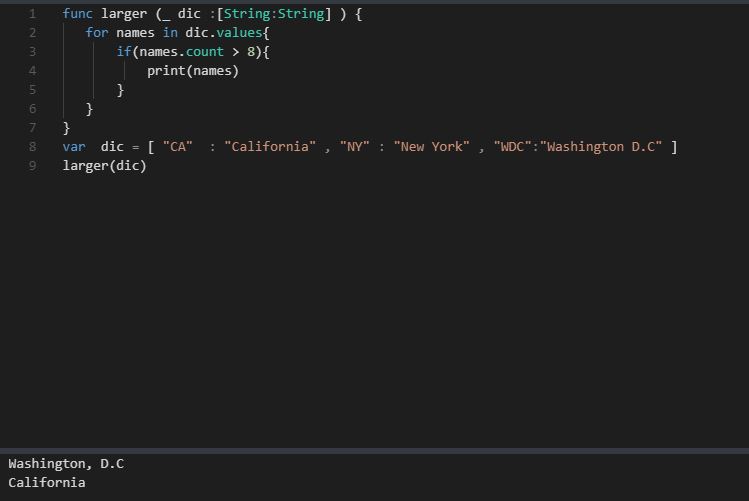 1 func larger (_ dic :[String:String] ) {
2 for names in dic.values{
3 if(names.count > 8){
4 print(names)
5 }
6 }
7 }
8 var dic = [ "CA" : "California" , "NY" : "New York" , "WDC":"Washington D.C" ]
9 larger(dic)
Washington, D.C
California